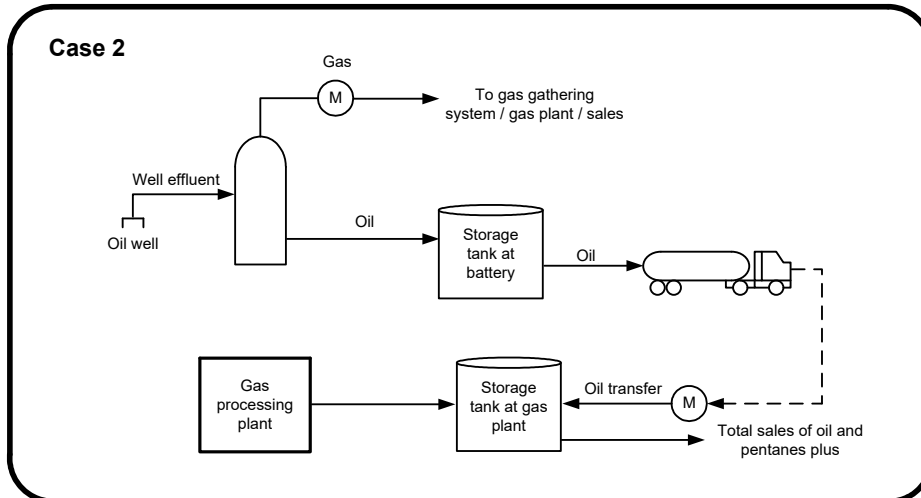 Case 2
Gas
M
To gas gathering
system / gas plant / sales
Well effluent
Oil well
Oil
Storage
tank at
battery
Oil
Gas
processing
plant
Storage
tank at gas
plant
Oil transfer
M
Total sales of oil and
pentanes plus